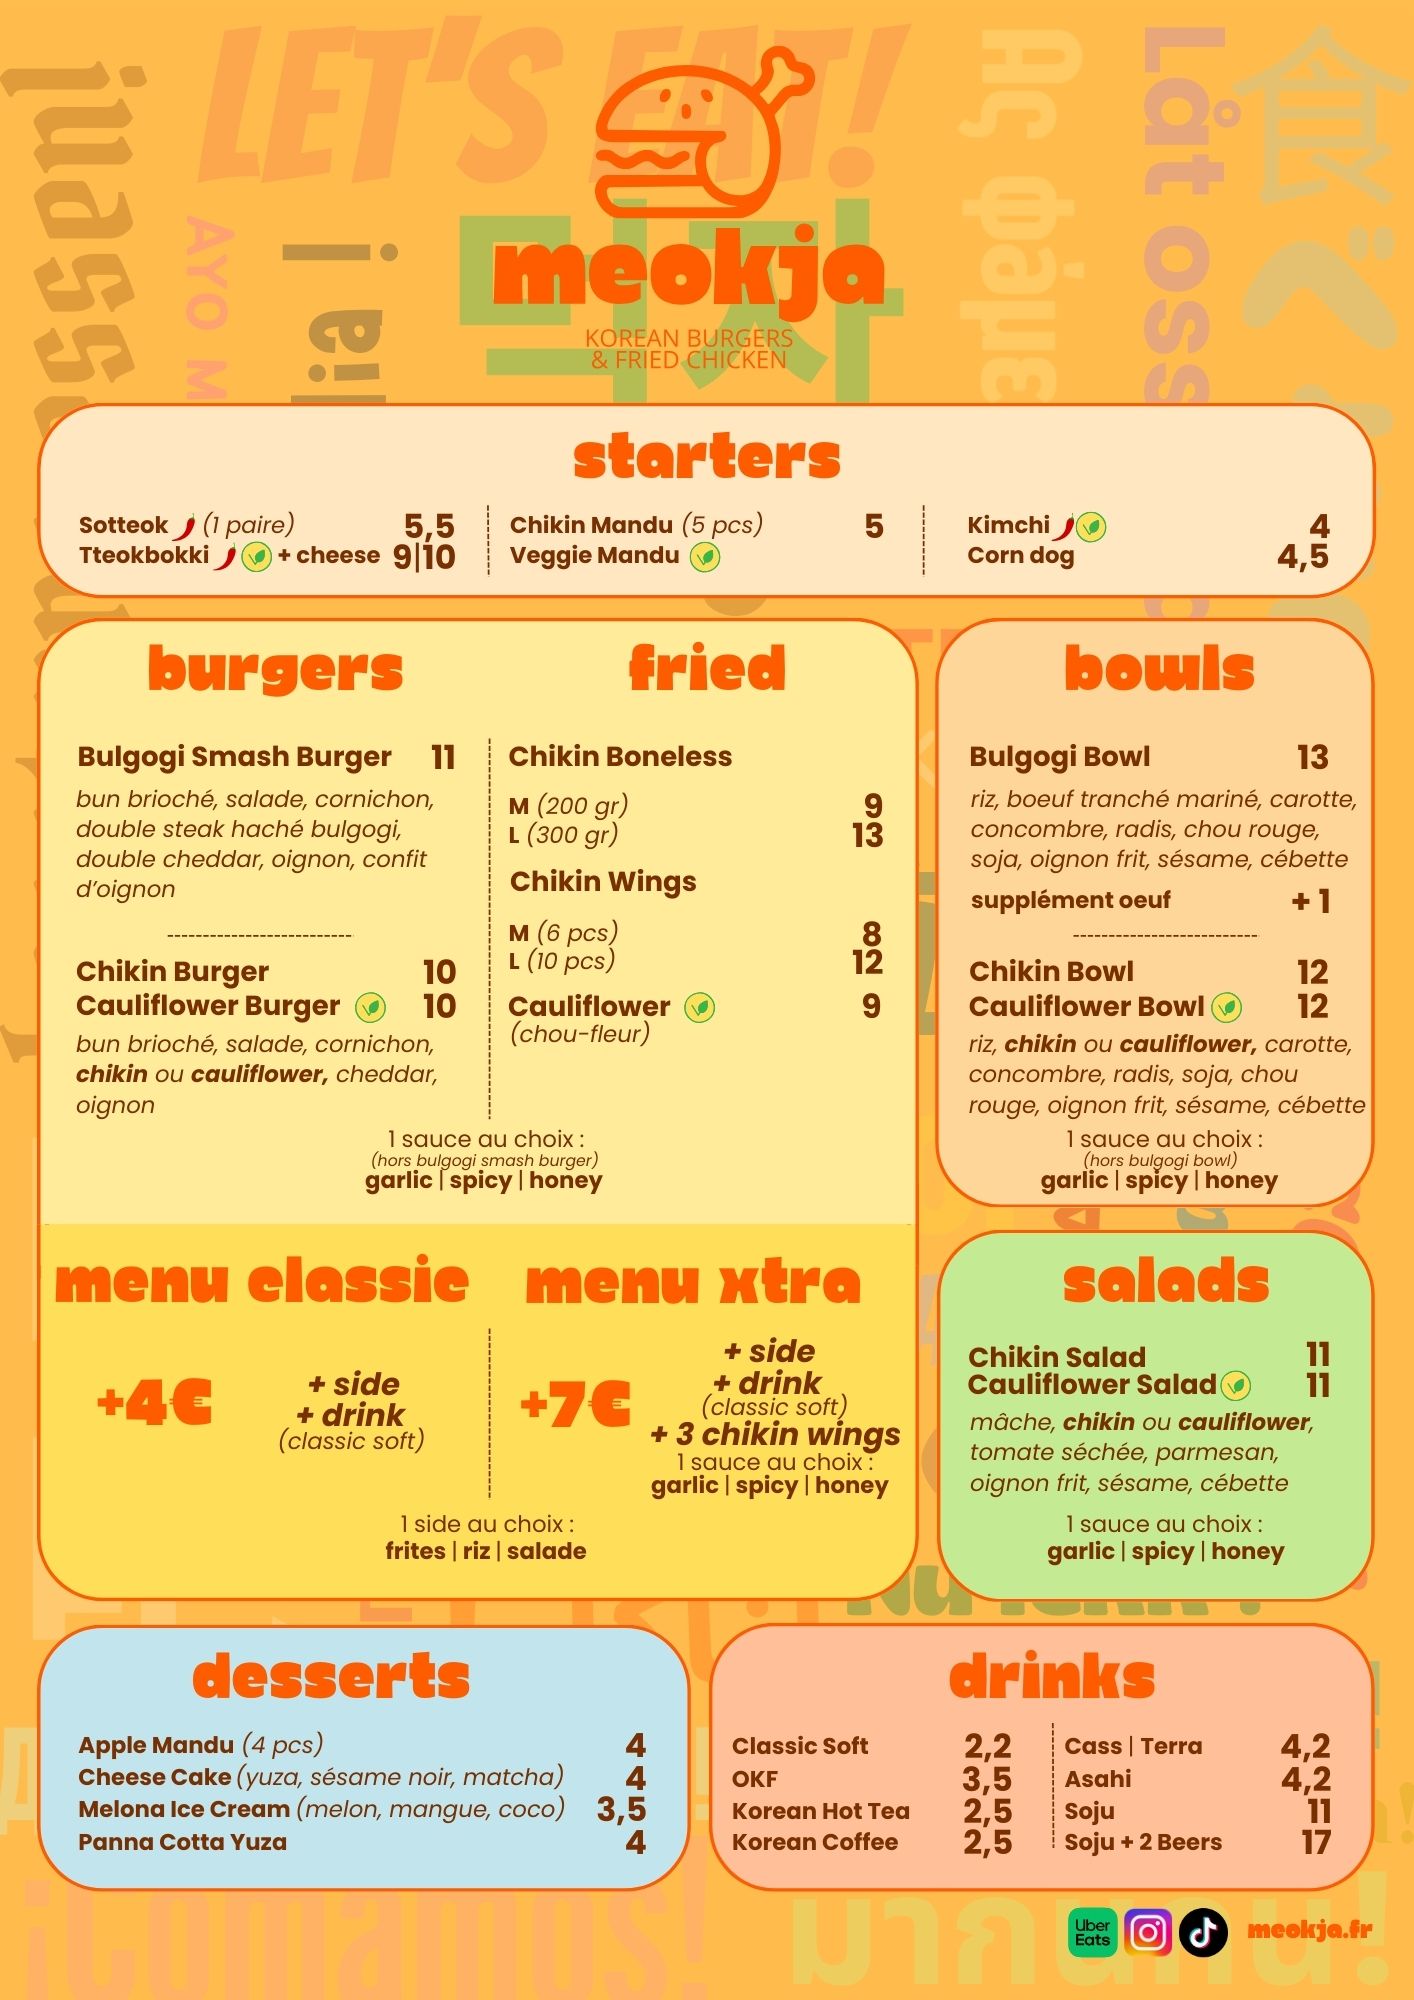 LET'S EAT!
먹자
AYO M
Låt oss
meokja
KOREAN BURGERS
& FRIED CHICKEN
starters
Sotteok (1 paire) 5,5
Tteokbokki + cheese 9|10
Chikin Mandu (5 pcs) 5
Veggie Mandu
Kimchi 4
Corn dog 4,5
burgers
Bulgogi Smash Burger 11
bun brioché, salade, cornichon,
double steak haché bulgogi,
double cheddar, oignon, confit
d’oignon
Chikin Burger 10
Cauliflower Burger 10
bun brioché, salade, cornichon,
chikin ou cauliflower, cheddar,
oignon
fried
Chikin Boneless
M (200 gr) 9
L (300 gr) 13
Chikin Wings
M (6 pcs) 8
L (10 pcs) 12
Cauliflower 9
(chou-fleur)
1 sauce au choix :
(hors bulgogi smash burger)
garlic | spicy | honey
bowls
Bulgogi Bowl 13
riz, boeuf tranché mariné, carotte,
concombre, radis, chou rouge,
soja, oignon frit, sésame, cébette
supplément oeuf + 1
Chikin Bowl 12
Cauliflower Bowl 12
riz, chikin ou cauliflower, carotte,
concombre, radis, soja, chou
rouge, oignon frit, sésame, cébette
1 sauce au choix :
(hors bulgogi bowl)
garlic | spicy | honey
menu classic
+4€
+ side
+ drink
(classic soft)
menu xtra
+7€
+ side
+ drink
(classic soft)
+ 3 chikin wings
1 sauce au choix :
garlic | spicy | honey
1 side au choix :
frites | riz | salade
salads
Chikin Salad 11
Cauliflower Salad 11
mâche, chikin ou cauliflower,
tomate séchée, parmesan,
oignon frit, sésame, cébette
1 sauce au choix :
garlic | spicy | honey
desserts
Apple Mandu (4 pcs) 4
Cheese Cake (yuza, sésame noir, matcha) 4
Melona Ice Cream (melon, mangue, coco) 3,5
Panna Cotta Yuza 4
drinks
Classic Soft 2,2
OKF 3,5
Korean Hot Tea 2,5
Korean Coffee 2,5
Cass | Terra 4,2
Asahi 4,2
Soju 11
Soju + 2 Beers 17
¡Comamos!
Uber
Eats
meokja.fr